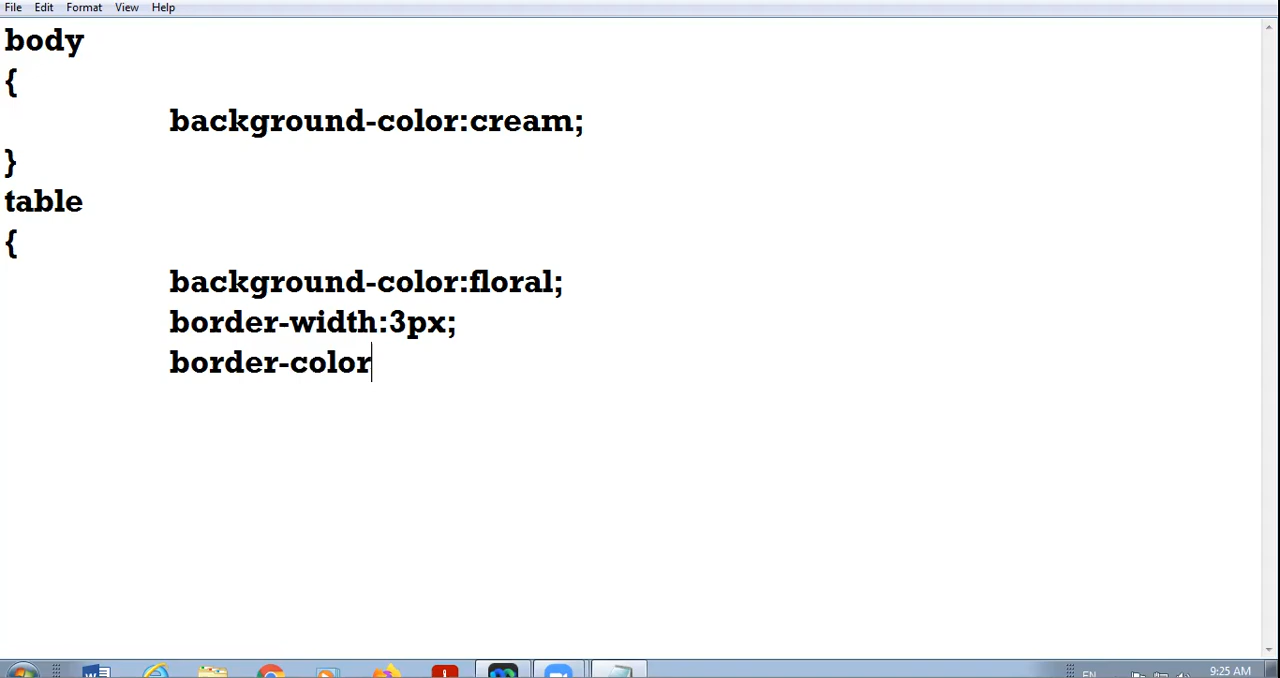 File Edit Format View Help
body
{
background-color:cream;
}
table
{
background-color:floral;
border-width:3px;
border-color
EN
9:25 AM